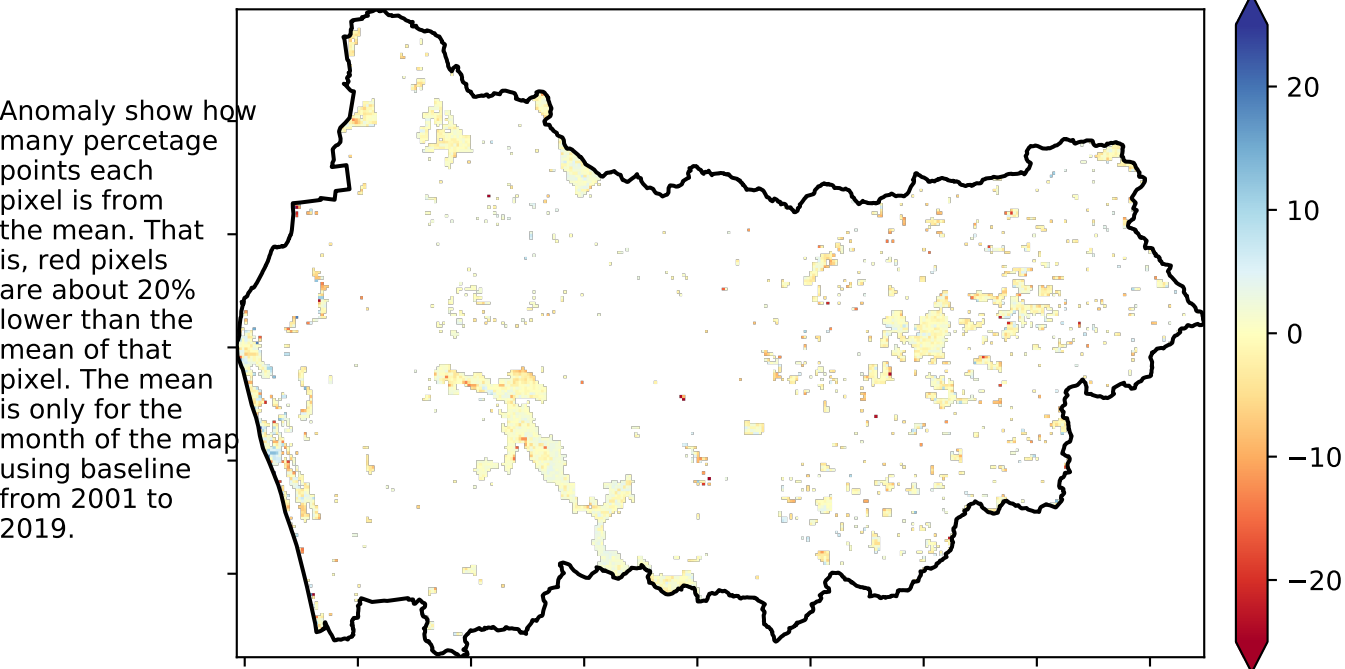 Anomaly show how
many percetage
points each
pixel is from
the mean. That
is, red pixels
are about 20%
lower than the
mean of that
pixel. The mean
is only for the
month of the map
using baseline
from 2001 to
2019.
20
10
0
−10
−20